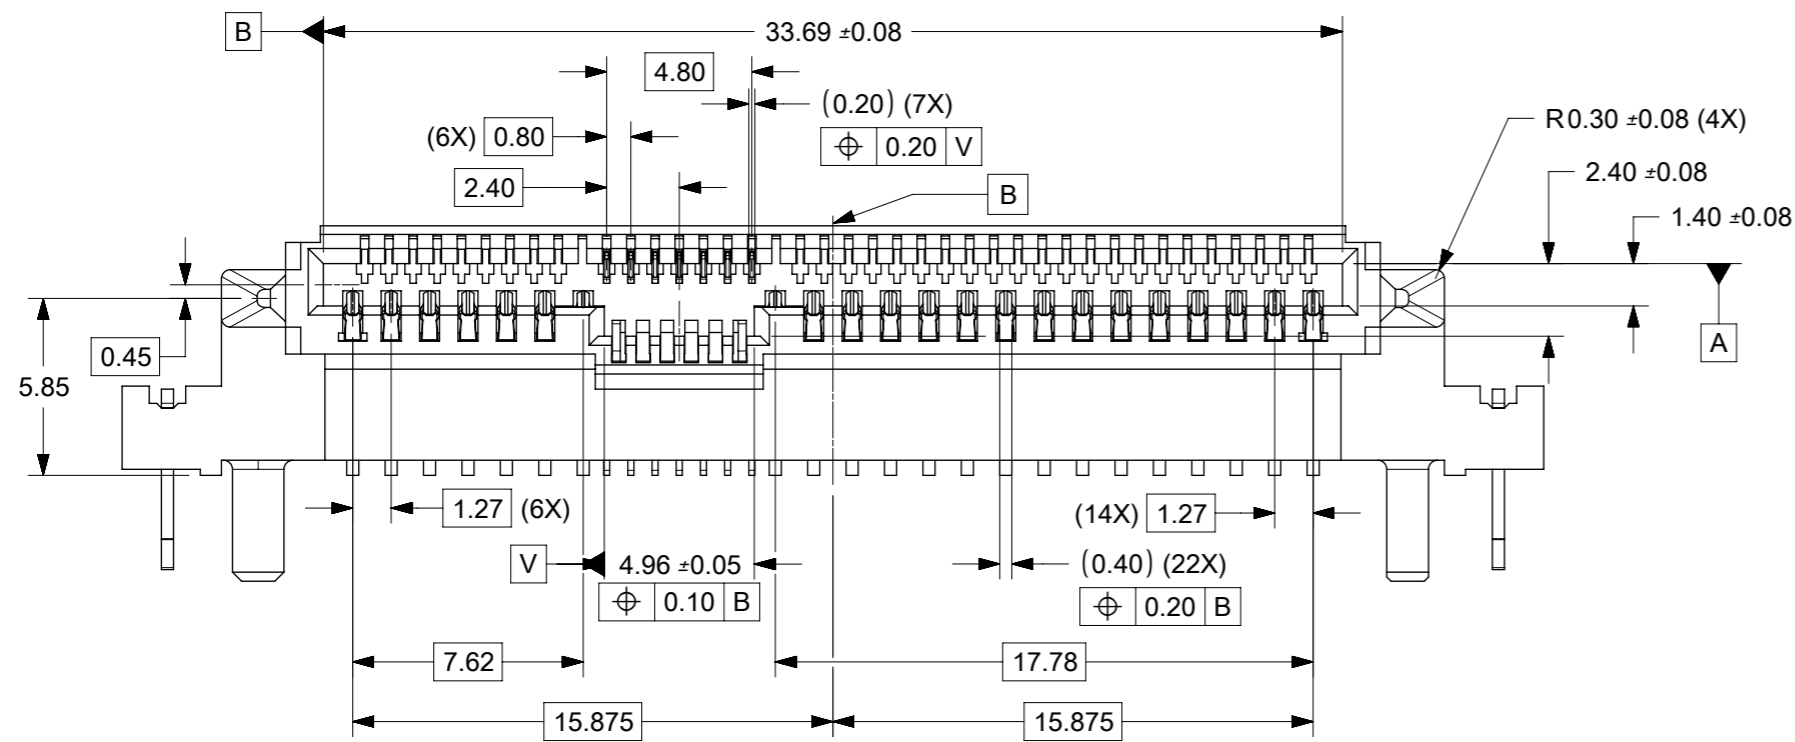 B
33.69 ±0.08
4.80
(0.20) (7X)
(6X) 0.80
⌖ 0.20 V
R0.30 ±0.08 (4X)
2.40 ±0.08
2.40
B
1.40 ±0.08
0.45
A
5.85
1.27 (6X)
(14X) 1.27
V
4.96 ±0.05
(0.40) (22X)
⌖ 0.10 B
⌖ 0.20 B
7.62
17.78
15.875
15.875